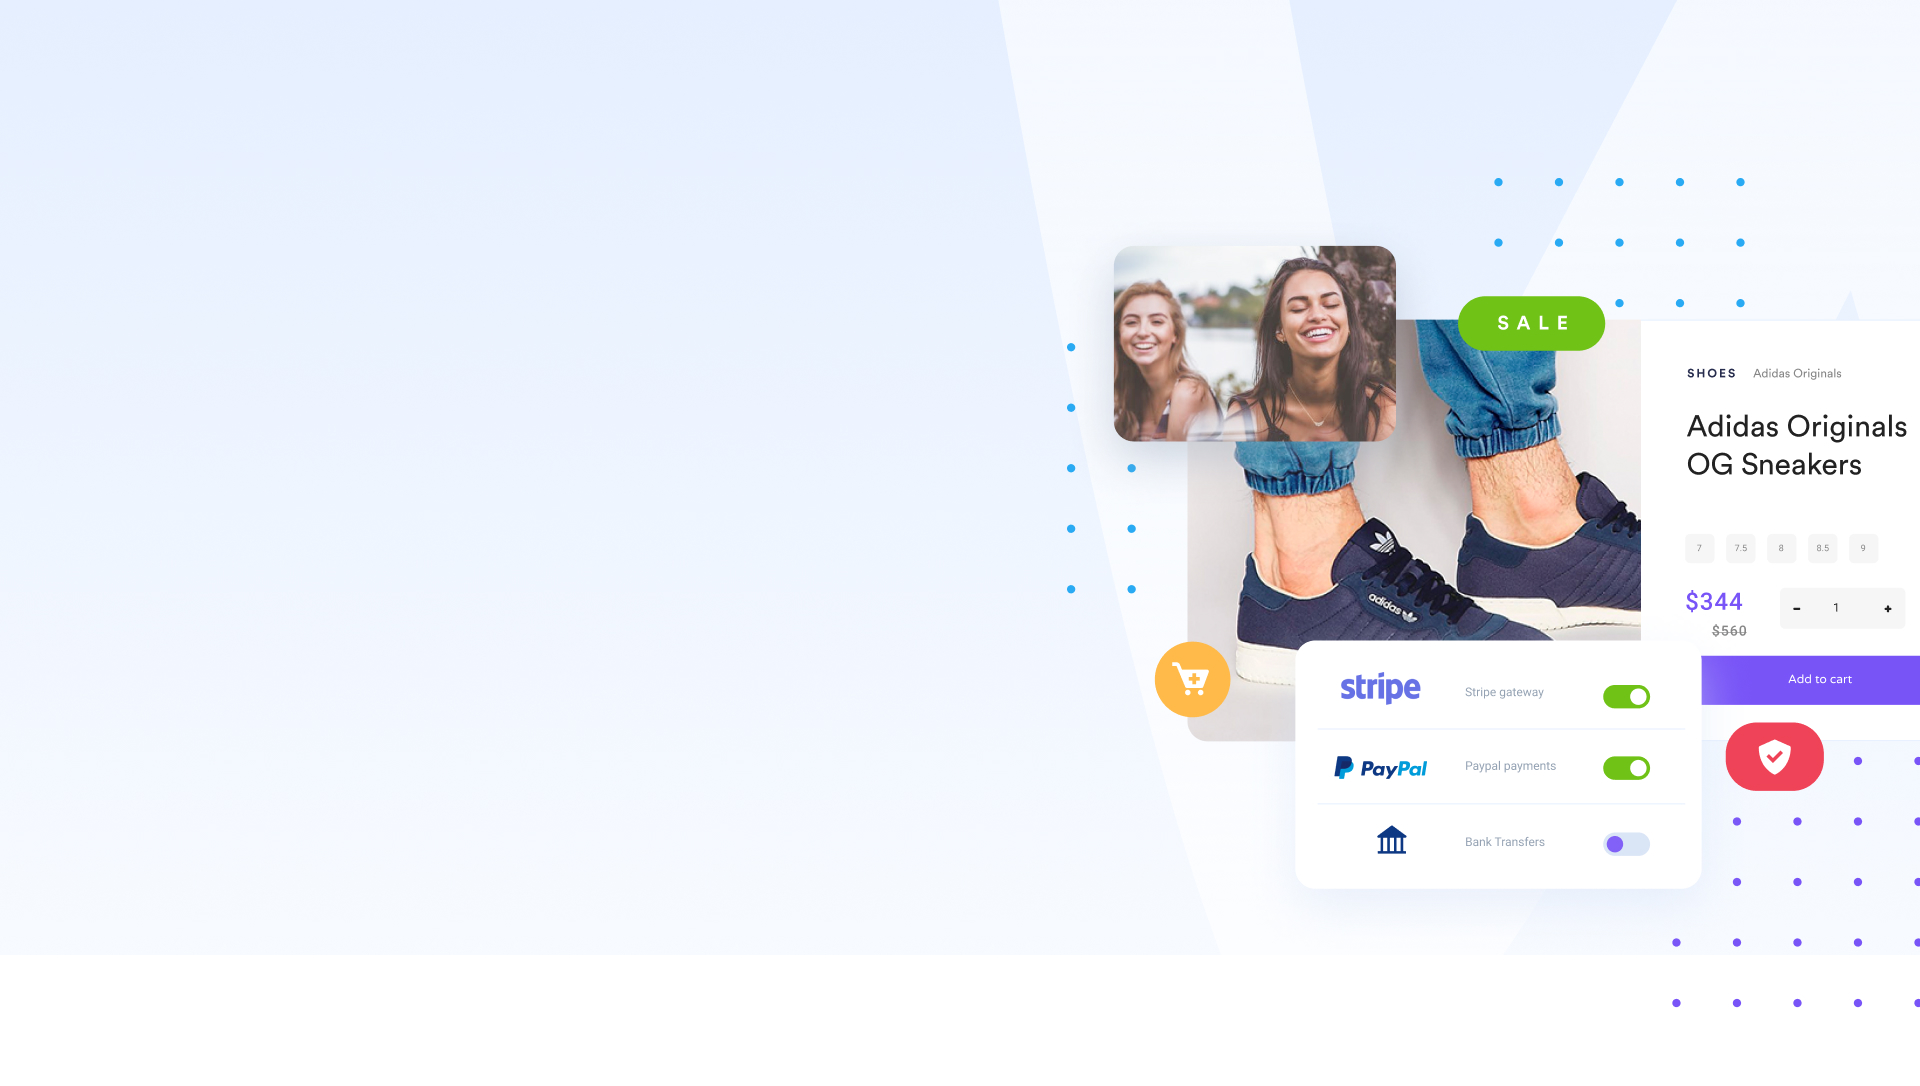 SALE
SHOES Adidas Originals
Adidas Originals
OG Sneakers
7 7.5 8 8.5 9
$344
- 1 +
$560
adidas
Add to cart
stripe Stripe gateway
PayPal Paypal payments
Bank Transfers